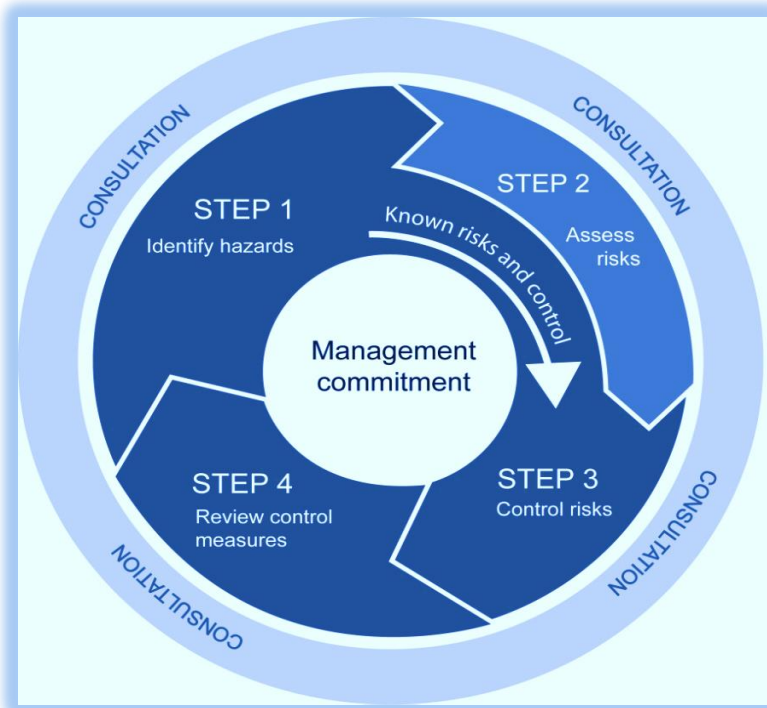 CONSULTATION
CONSULTATION
STEP 1
Identify hazards
STEP 2
Assess
risks
Known risks and control
Management
commitment
STEP 4
Review control
measures
STEP 3
Control risks
CONSULTATION
CONSULTATION